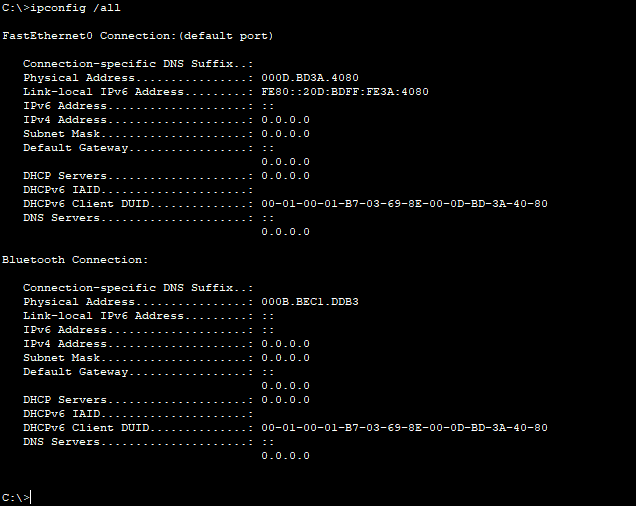 C:\>ipconfig /all
FastEthernet0 Connection:(default port)
Connection-specific DNS Suffix..:
Physical Address................: 000D.BD3A.4080
Link-local IPv6 Address.........: FE80::20D:BDFF:FE3A:4080
IPv6 Address....................: ::
IPv4 Address....................: 0.0.0.0
Subnet Mask.....................: 0.0.0.0
Default Gateway.................: ::
0.0.0.0
DHCP Servers....................: 0.0.0.0
DHCPv6 IAID.....................:
DHCPv6 Client DUID..............: 00-01-00-01-B7-03-69-8E-00-0D-BD-3A-40-80
DNS Servers.....................: ::
0.0.0.0
Bluetooth Connection:
Connection-specific DNS Suffix..:
Physical Address................: 000B.BEC1.DDB3
Link-local IPv6 Address.........: ::
IPv6 Address....................: ::
IPv4 Address....................: 0.0.0.0
Subnet Mask.....................: 0.0.0.0
Default Gateway.................: ::
0.0.0.0
DHCP Servers....................: 0.0.0.0
DHCPv6 IAID.....................:
DHCPv6 Client DUID..............: 00-01-00-01-B7-03-69-8E-00-0D-BD-3A-40-80
DNS Servers.....................: ::
0.0.0.0
C:\>